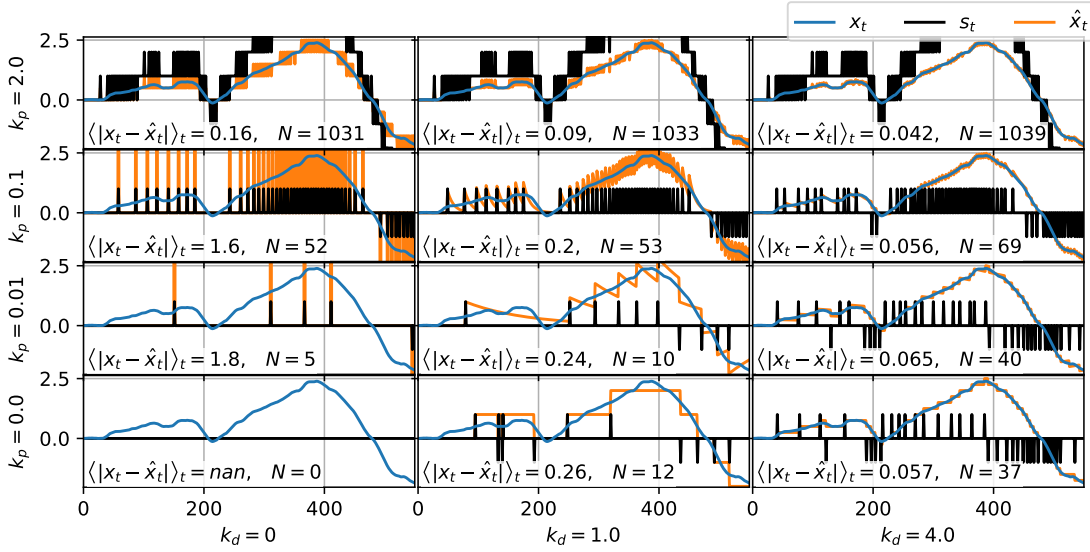 x_t s_t x̂_t
k_p = 2.0
2.5
0.0
⟨|x_t − x̂_t|⟩_t = 0.16, N = 1031
⟨|x_t − x̂_t|⟩_t = 0.09, N = 1033
⟨|x_t − x̂_t|⟩_t = 0.042, N = 1039
k_p = 0.1
2.5
0.0
⟨|x_t − x̂_t|⟩_t = 1.6, N = 52
⟨|x_t − x̂_t|⟩_t = 0.2, N = 53
⟨|x_t − x̂_t|⟩_t = 0.056, N = 69
k_p = 0.01
2.5
0.0
⟨|x_t − x̂_t|⟩_t = 1.8, N = 5
⟨|x_t − x̂_t|⟩_t = 0.24, N = 10
⟨|x_t − x̂_t|⟩_t = 0.065, N = 40
k_p = 0.0
2.5
0.0
⟨|x_t − x̂_t|⟩_t = nan, N = 0
⟨|x_t − x̂_t|⟩_t = 0.26, N = 12
⟨|x_t − x̂_t|⟩_t = 0.057, N = 37
0 200 400 0 200 400 0 200 400
k_d = 0 k_d = 1.0 k_d = 4.0